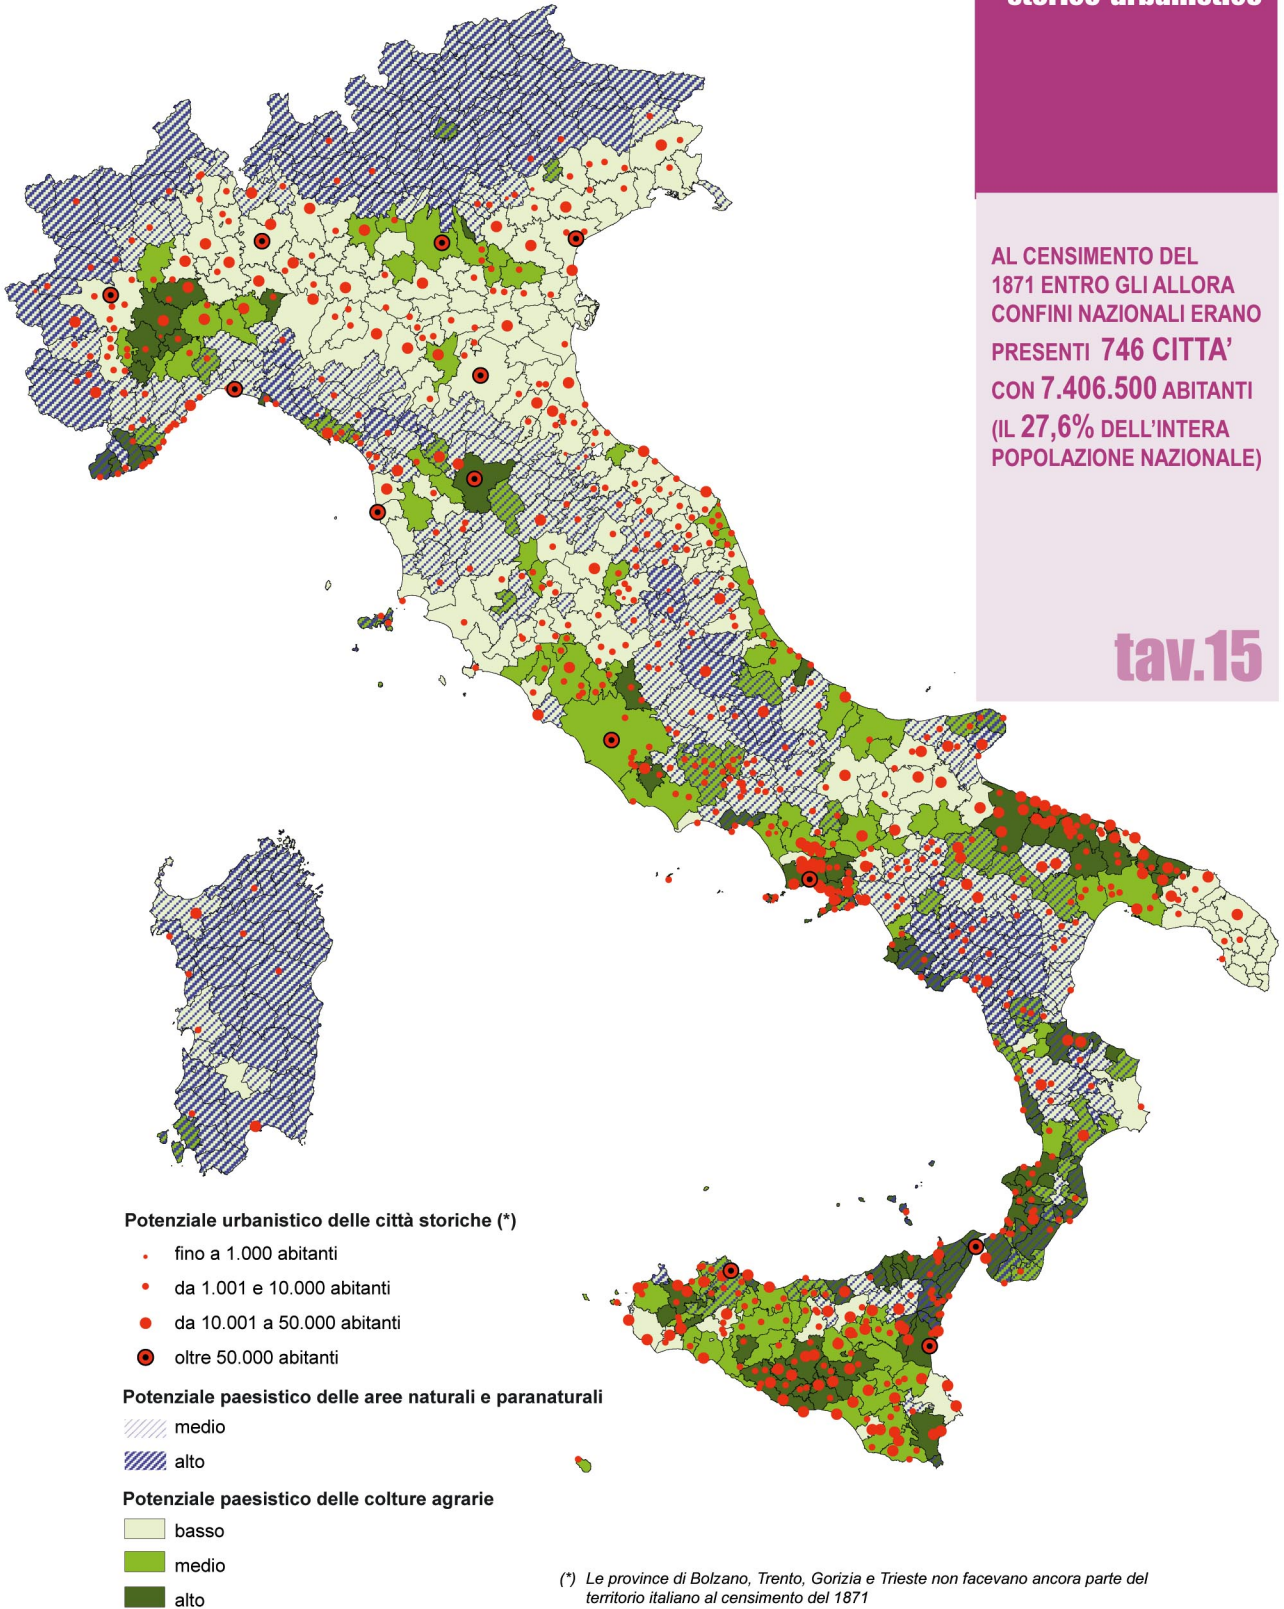 storico-urbanistico
AL CENSIMENTO DEL
1871 ENTRO GLI ALLORA
CONFINI NAZIONALI ERANO
PRESENTI 746 CITTA'
CON 7.406.500 ABITANTI
(IL 27,6% DELL'INTERA
POPOLAZIONE NAZIONALE)
tav.15
Potenziale urbanistico delle città storiche (*)
fino a 1.000 abitanti
da 1.001 e 10.000 abitanti
da 10.001 a 50.000 abitanti
oltre 50.000 abitanti
Potenziale paesistico delle aree naturali e paranaturali
medio
alto
Potenziale paesistico delle colture agrarie
basso
medio
alto
(*) Le province di Bolzano, Trento, Gorizia e Trieste non facevano ancora parte del
territorio italiano al censimento del 1871